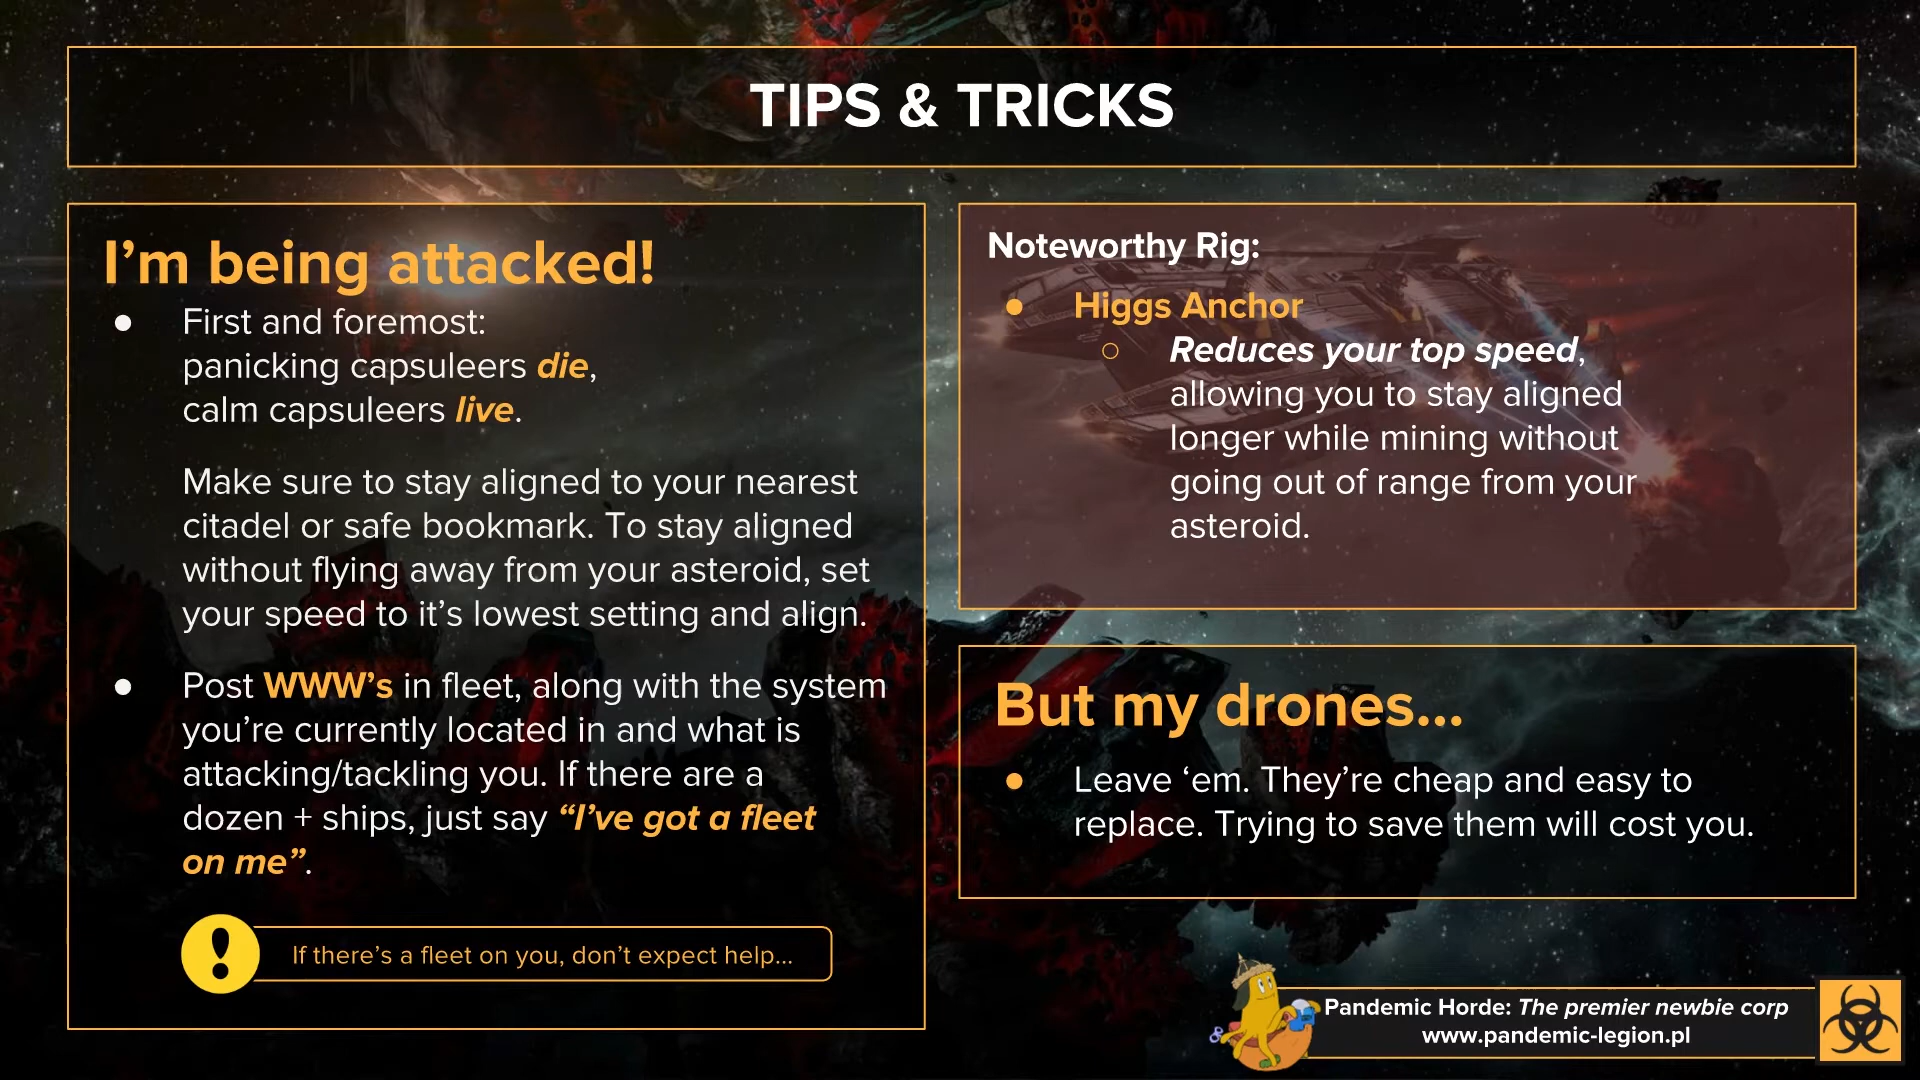 TIPS & TRICKS
I’m being attacked!
● First and foremost:
panicking capsuleers die,
calm capsuleers live.
Make sure to stay aligned to your nearest
citadel or safe bookmark. To stay aligned
without flying away from your asteroid, set
your speed to it’s lowest setting and align.
● Post WWW’s in fleet, along with the system
you’re currently located in and what is
attacking/tackling you. If there are a
dozen + ships, just say “I’ve got a fleet
on me”.
If there’s a fleet on you, don’t expect help...
Noteworthy Rig:
● Higgs Anchor
○ Reduces your top speed,
allowing you to stay aligned
longer while mining without
going out of range from your
asteroid.
But my drones...
● Leave ‘em. They’re cheap and easy to
replace. Trying to save them will cost you.
Pandemic Horde: The premier newbie corp
www.pandemic-legion.pl